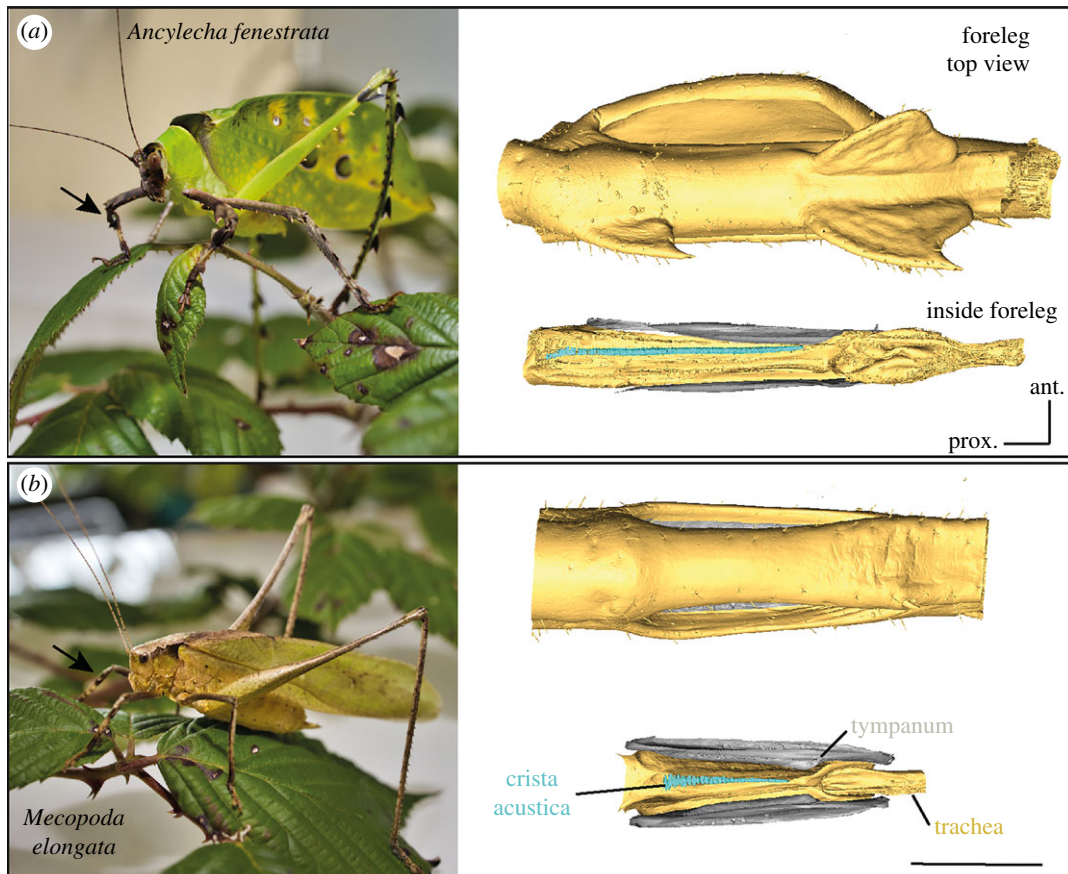 (a)
Ancylecha fenestrata
foreleg
top view
inside foreleg
ant.
prox.
(b)
Mecopoda
elongata
tympanum
crista
acustica
trachea